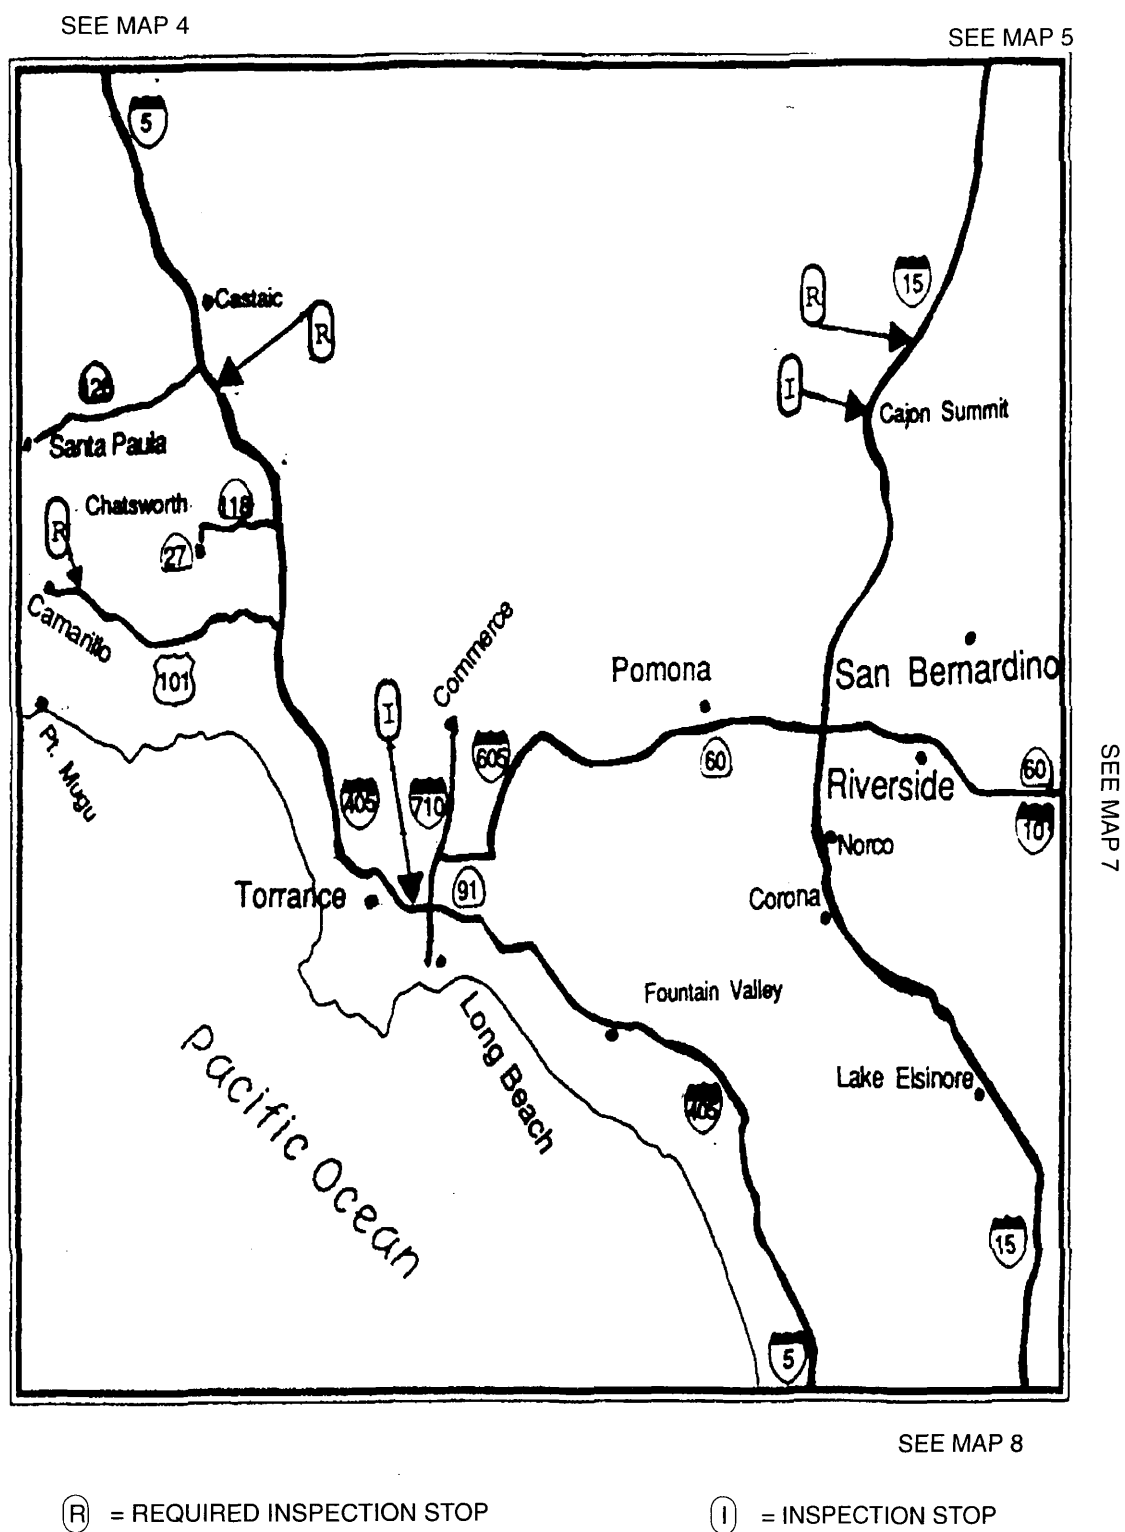 SEE MAP 4
SEE MAP 5
5
Castaic
R
15
R
I
Cajon Summit
126
Santa Paula
Chatsworth
118
R
27
Camarillo
101
Commerce
Pomona
San Bernardino
I
605
60
60
Pt. Mugu
405
710
Riverside
10
SEE MAP 7
Norco
Torrance
91
Corona
Fountain Valley
Long Beach
Lake Elsinore
405
Pacific Ocean
15
5
SEE MAP 8
R = REQUIRED INSPECTION STOP
I = INSPECTION STOP